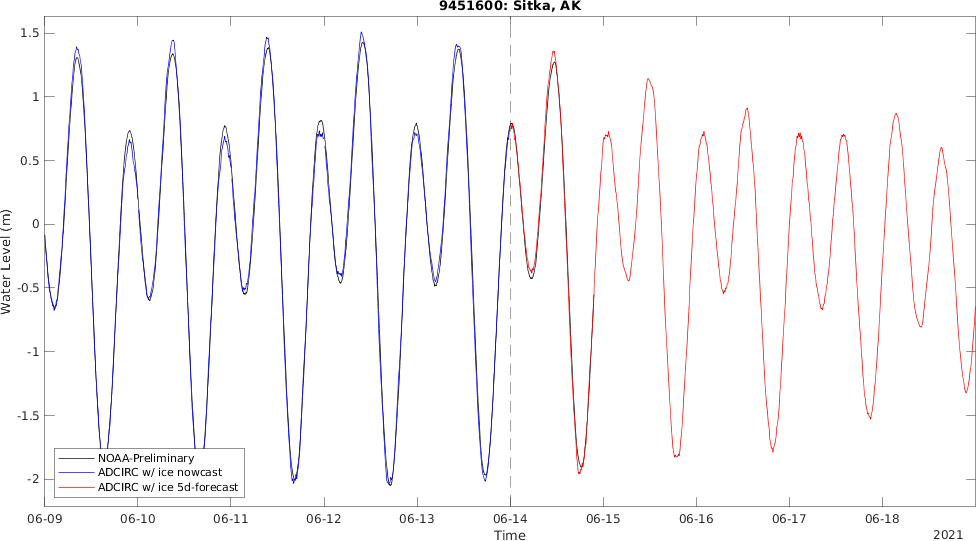 9451600: Sitka, AK
1.5
1
0.5
0
-0.5
-1
-1.5
-2
Water Level (m)
NOAA-Preliminary
ADCIRC w/ ice nowcast
ADCIRC w/ ice 5d-forecast
06-09 06-10 06-11 06-12 06-13 06-14 06-15 06-16 06-17 06-18
Time
2021